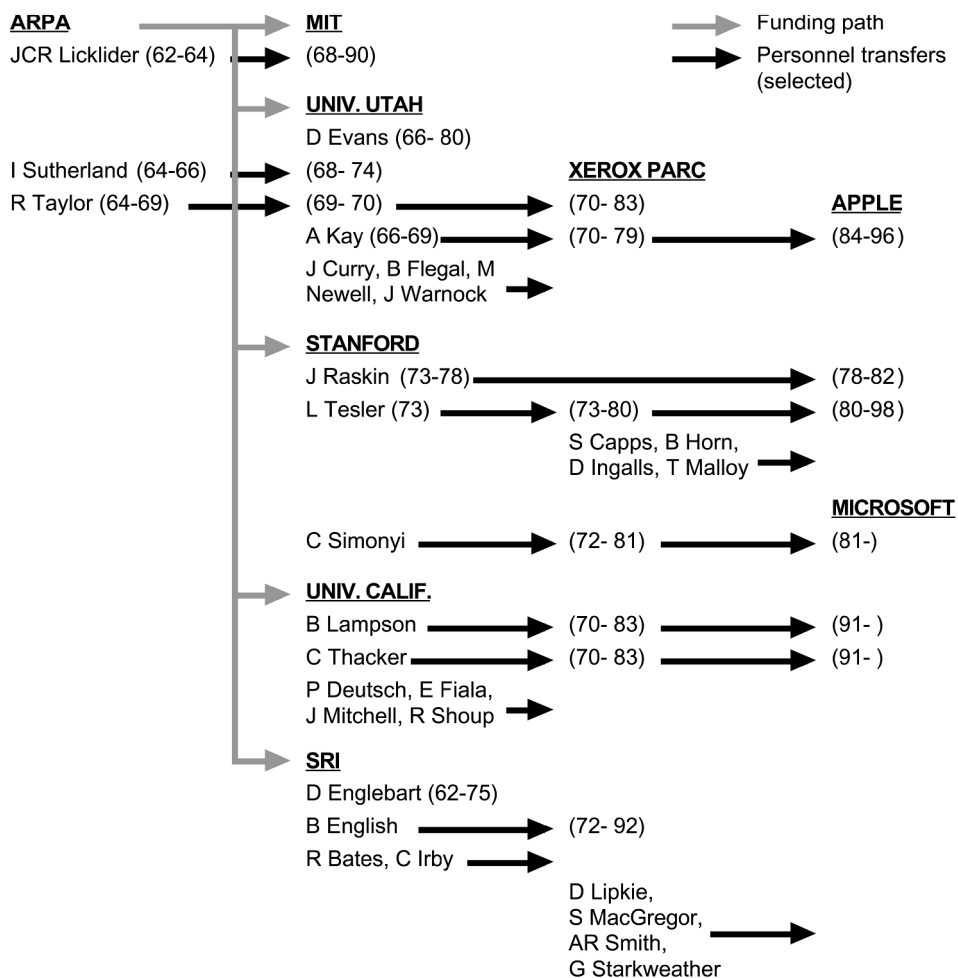 ARPA MIT Funding path
JCR Licklider (62-64) (68-90) Personnel transfers
(selected)
UNIV. UTAH
D Evans (66- 80)
I Sutherland (64-66) (68- 74) XEROX PARC
R Taylor (64-69) (69- 70) (70- 83) APPLE
A Kay (66-69) (70- 79) (84-96)
J Curry, B Flegal, M
Newell, J Warnock
STANFORD
J Raskin (73-78) (78-82)
L Tesler (73) (73-80) (80-98)
S Capps, B Horn,
D Ingalls, T Malloy
MICROSOFT
C Simonyi (72- 81) (81-)
UNIV. CALIF.
B Lampson (70- 83) (91- )
C Thacker (70- 83) (91- )
P Deutsch, E Fiala,
J Mitchell, R Shoup
SRI
D Englebart (62-75)
B English (72- 92)
R Bates, C Irby
D Lipkie,
S MacGregor,
AR Smith,
G Starkweather